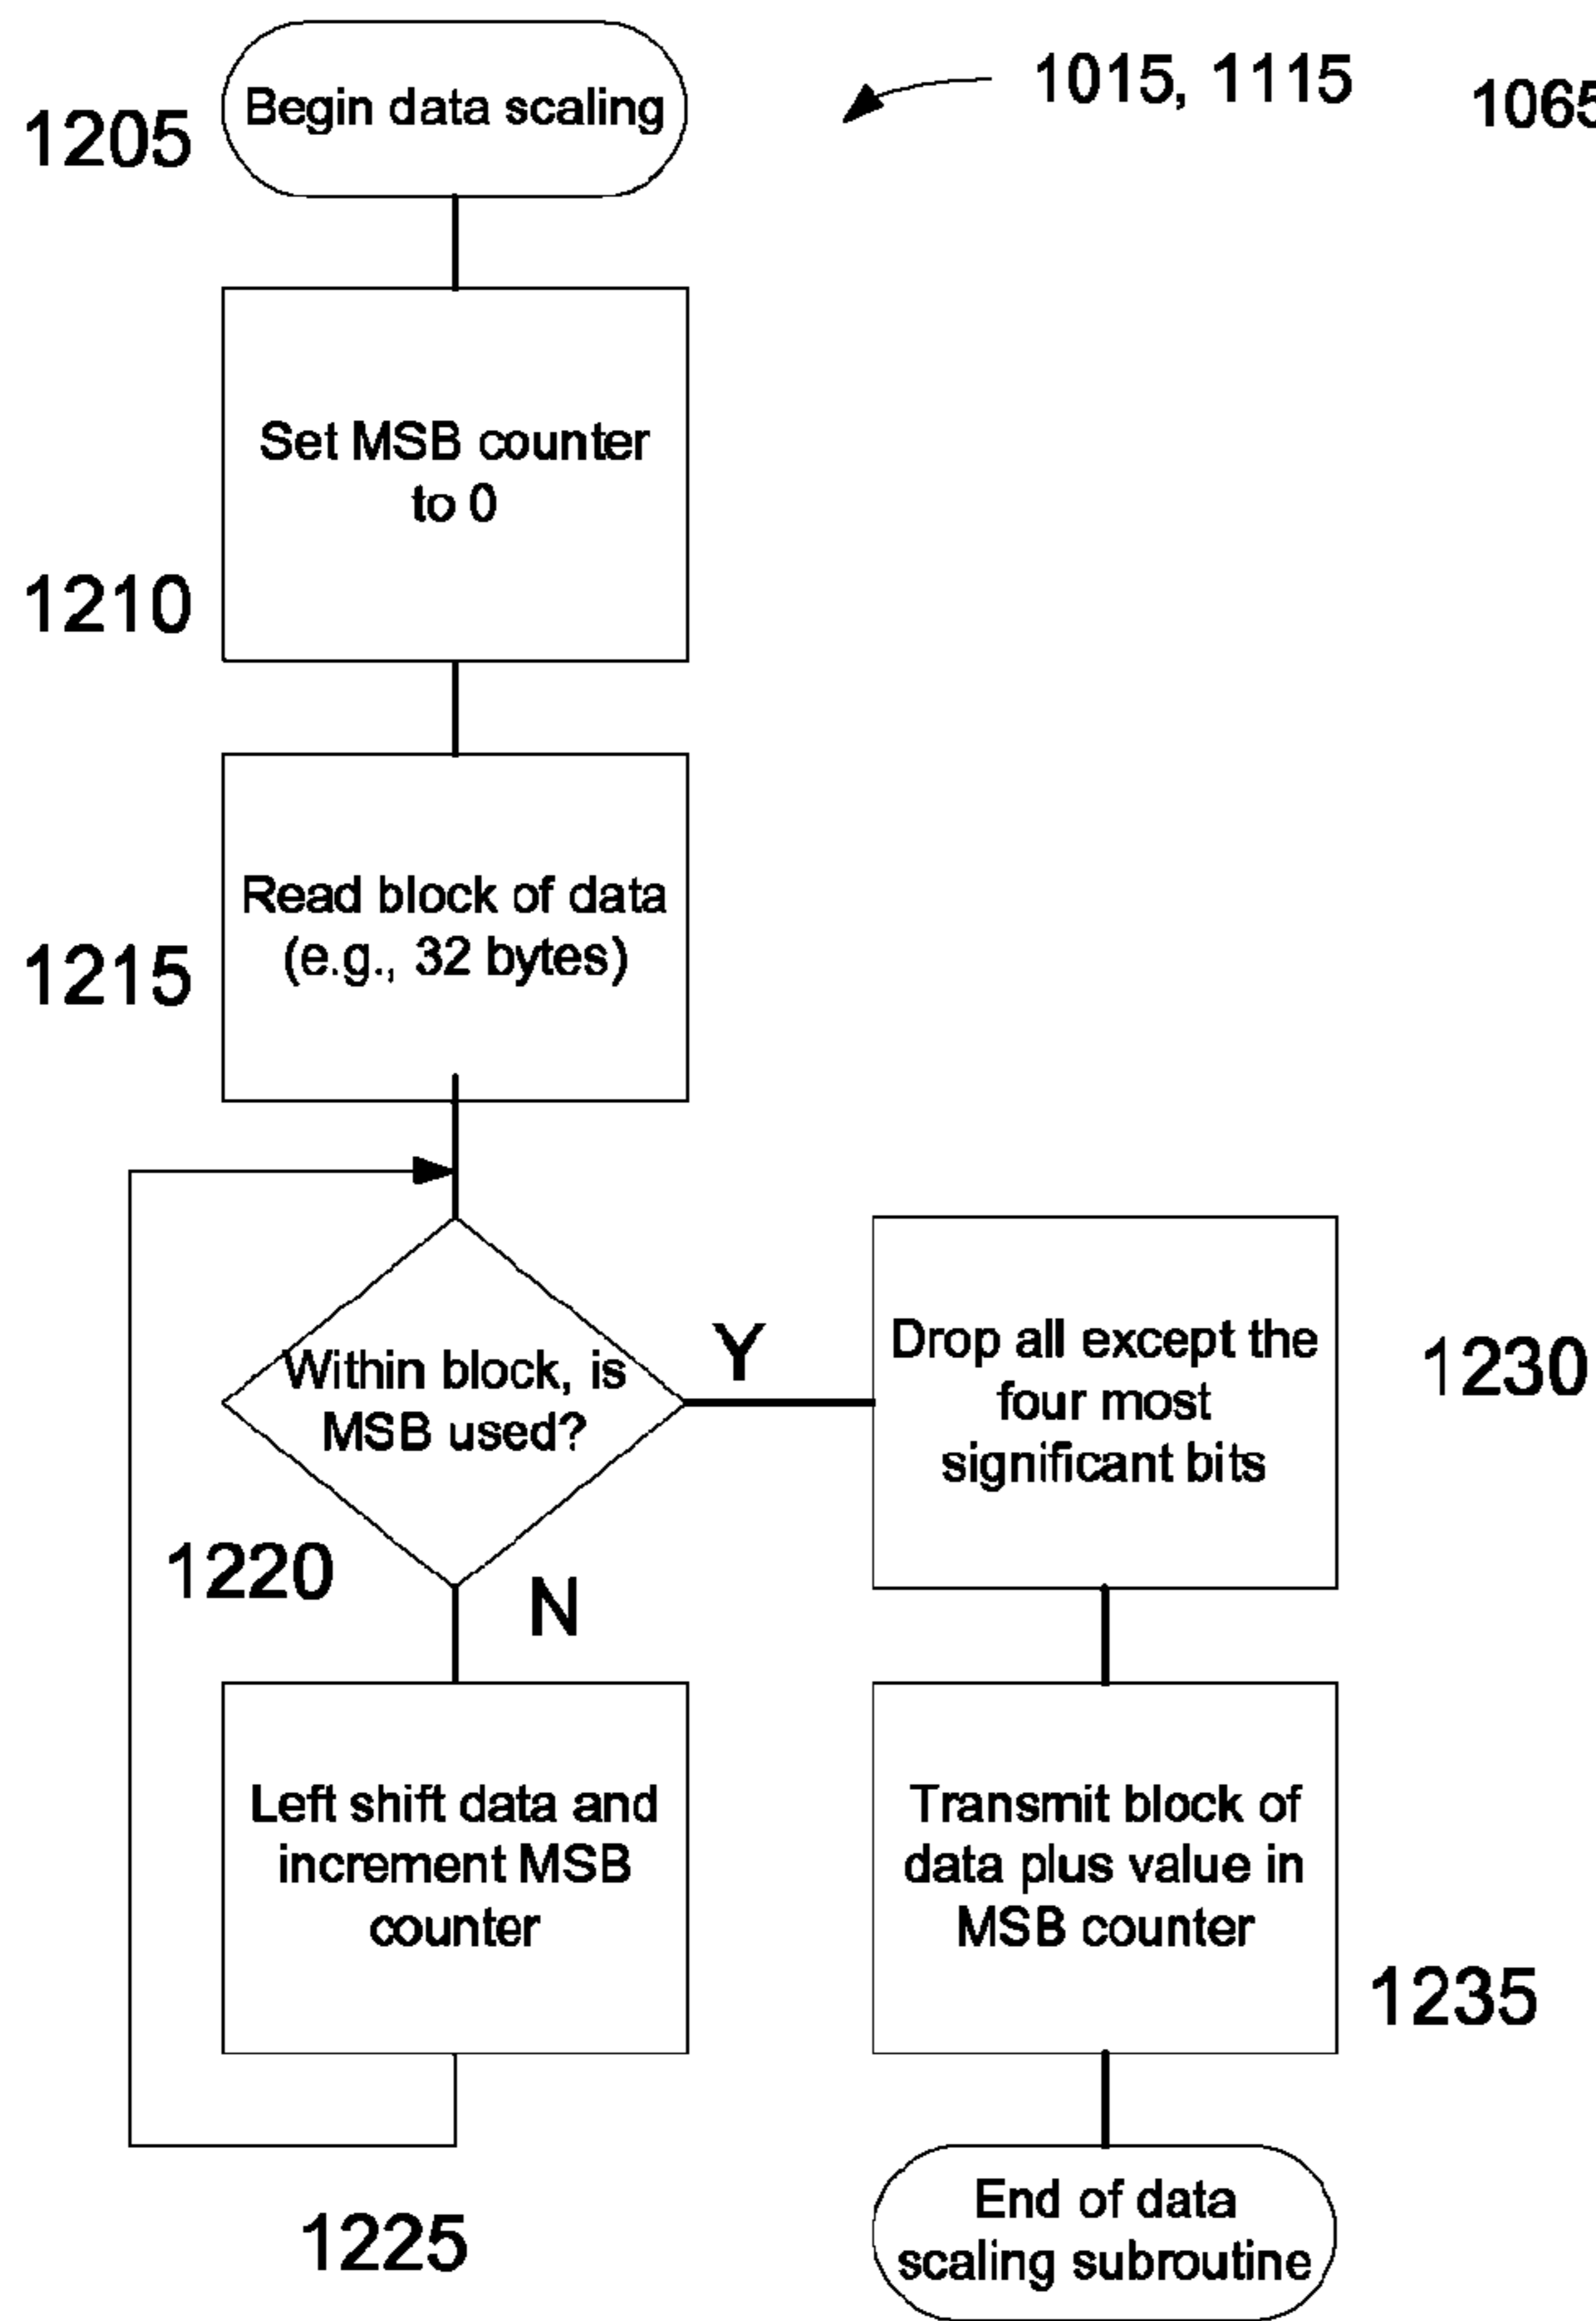 1205
Begin data scaling
1015, 1115
1065
Set MSB counter
to 0
1210
Read block of data
(e.g., 32 bytes)
1215
Within block, is
MSB used?
1220
Y
N
Drop all except the
four most
significant bits
1230
Left shift data and
increment MSB
counter
1225
Transmit block of
data plus value in
MSB counter
1235
End of data
scaling subroutine